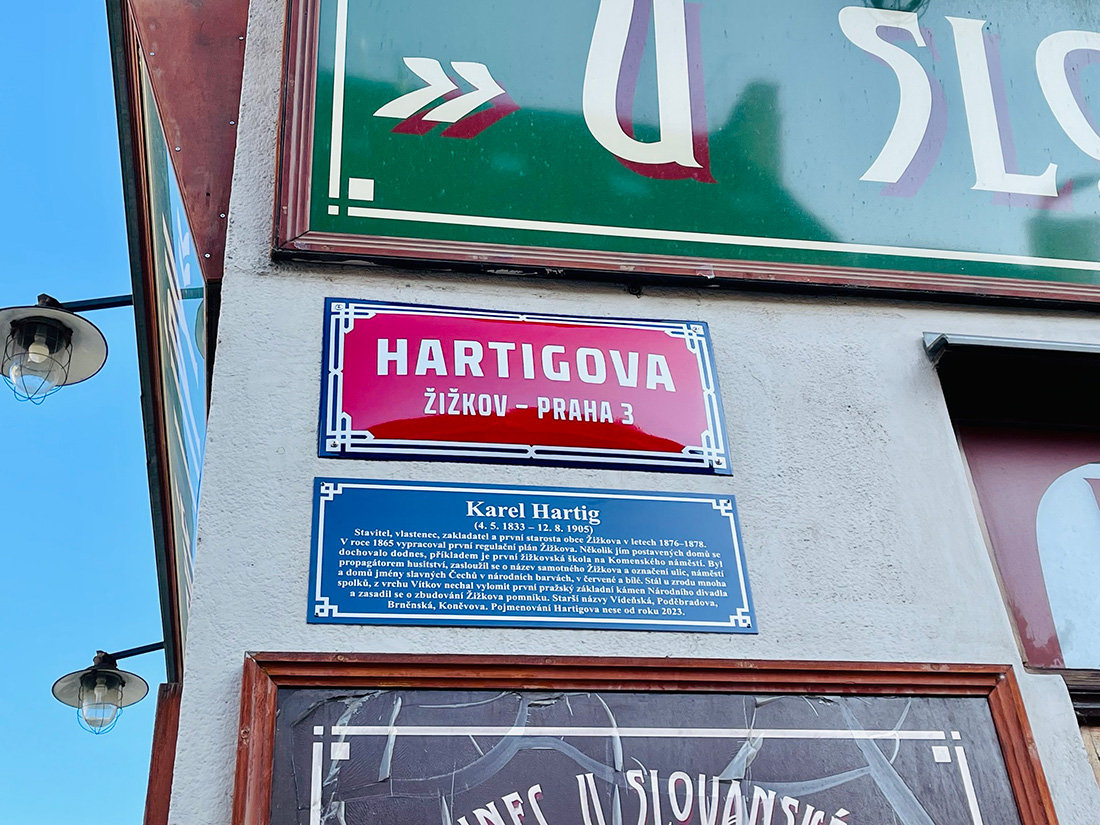 » U SLO
HARTIGOVA
ŽIŽKOV – PRAHA 3
Karel Hartig
(4. 5. 1833 – 12. 8. 1905)
Stavitel, vlastenec, zakladatel a první starosta obce Žižkova v letech 1876–1878.
V roce 1865 vypracoval první regulační plán Žižkova. Několik jím postavených domů se
dochovalo dodnes, příkladem je první žižkovská škola na Komenského náměstí. Byl
propagátorem husitství, zasloužil se o název samotného Žižkova a označení ulic, náměstí
a domů jmény slavných Čechů v národních barvách, v červené a bílé. Stál u zrodu mnoha
spolků, z vrchu Vítkov nechal vylomit první pražský základní kámen Národního divadla
a zasadil se o zbudování Žižkova pomníku. Starší názvy Vídeňská, Poděbradova,
Brněnská, Koněvova. Pojmenování Hartigova nese od roku 2023.
U SLOVANSKÉ